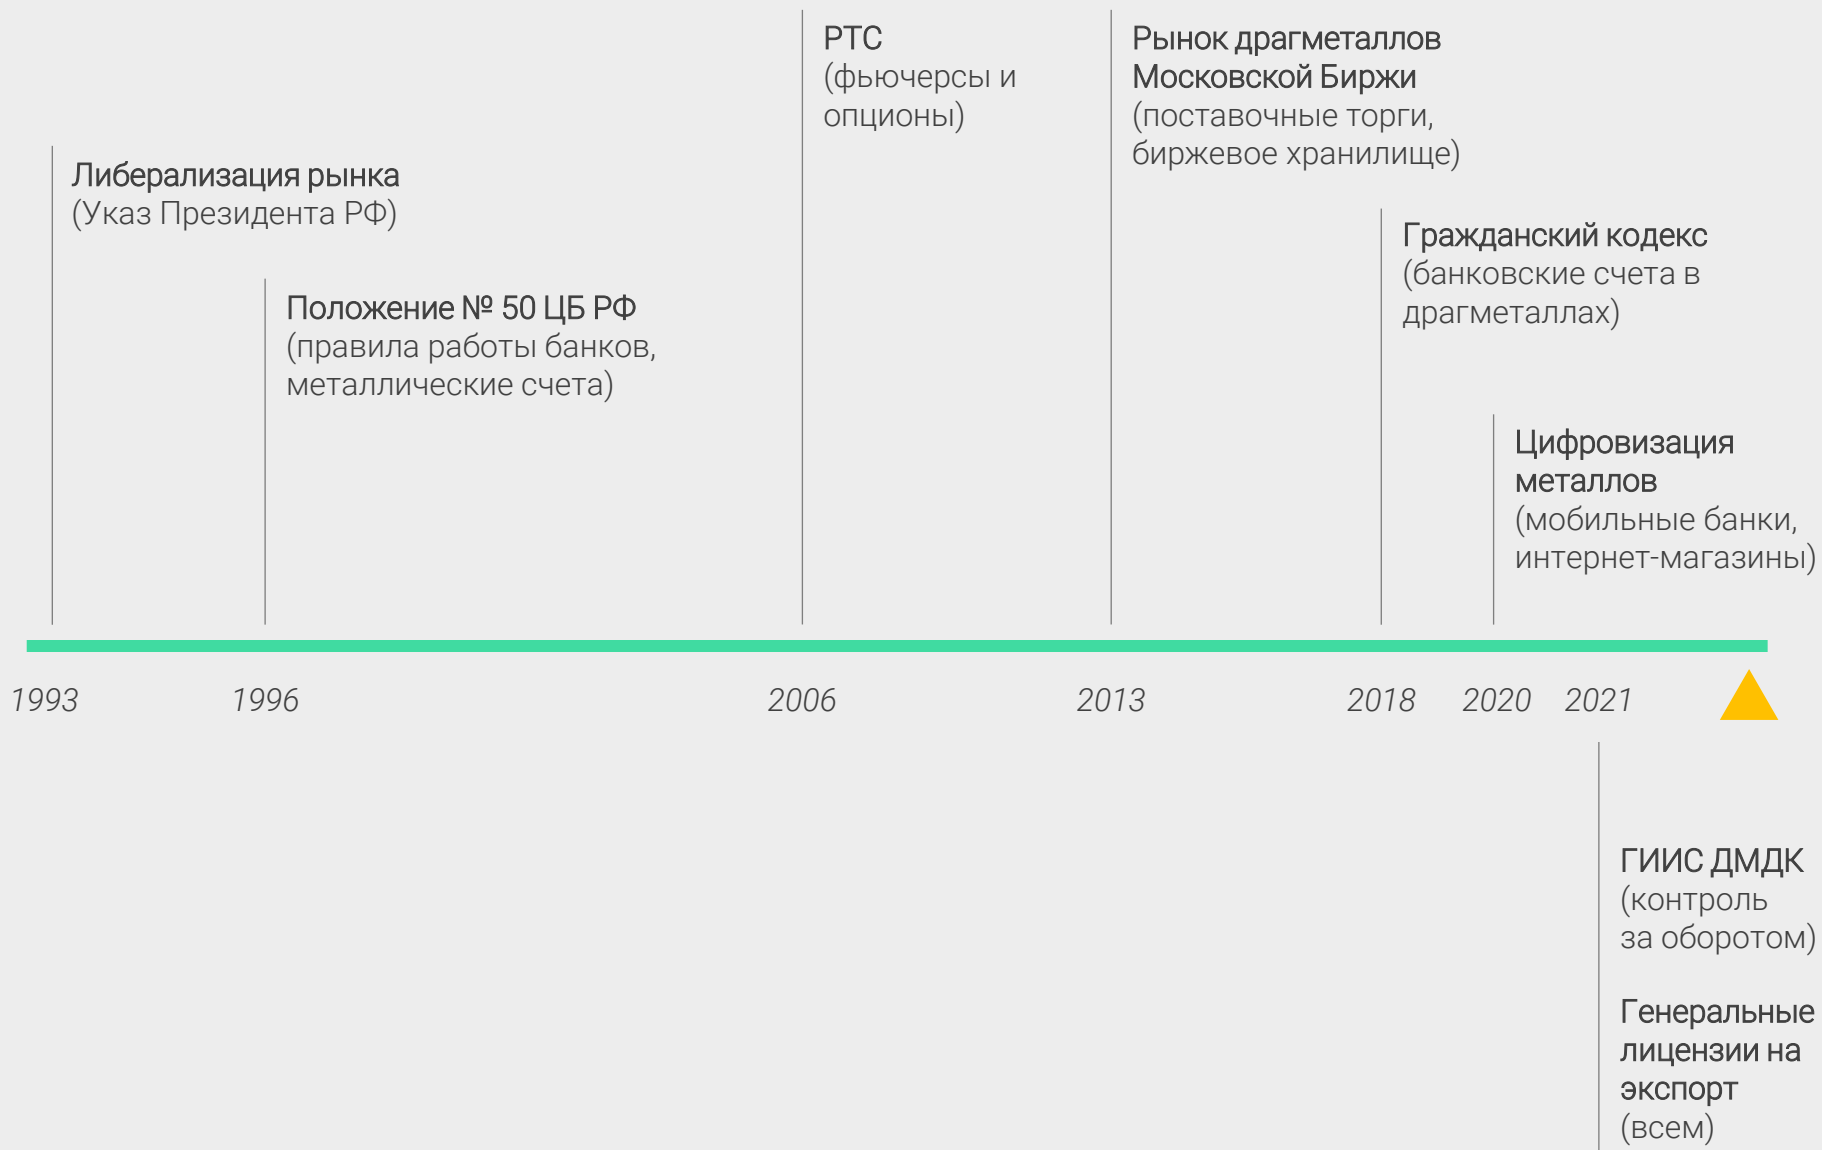 РТС
(фьючерсы и
опционы)
Рынок драгметаллов
Московской Биржи
(поставочные торги,
биржевое хранилище)
Либерализация рынка
(Указ Президента РФ)
Гражданский кодекс
(банковские счета в
драгметаллах)
Положение № 50 ЦБ РФ
(правила работы банков,
металлические счета)
Цифровизация
металлов
(мобильные банки,
интернет-магазины)
1993 1996 2006 2013 2018 2020 2021
ГИИС ДМДК
(контроль
за оборотом)
Генеральные
лицензии на
экспорт
(всем)